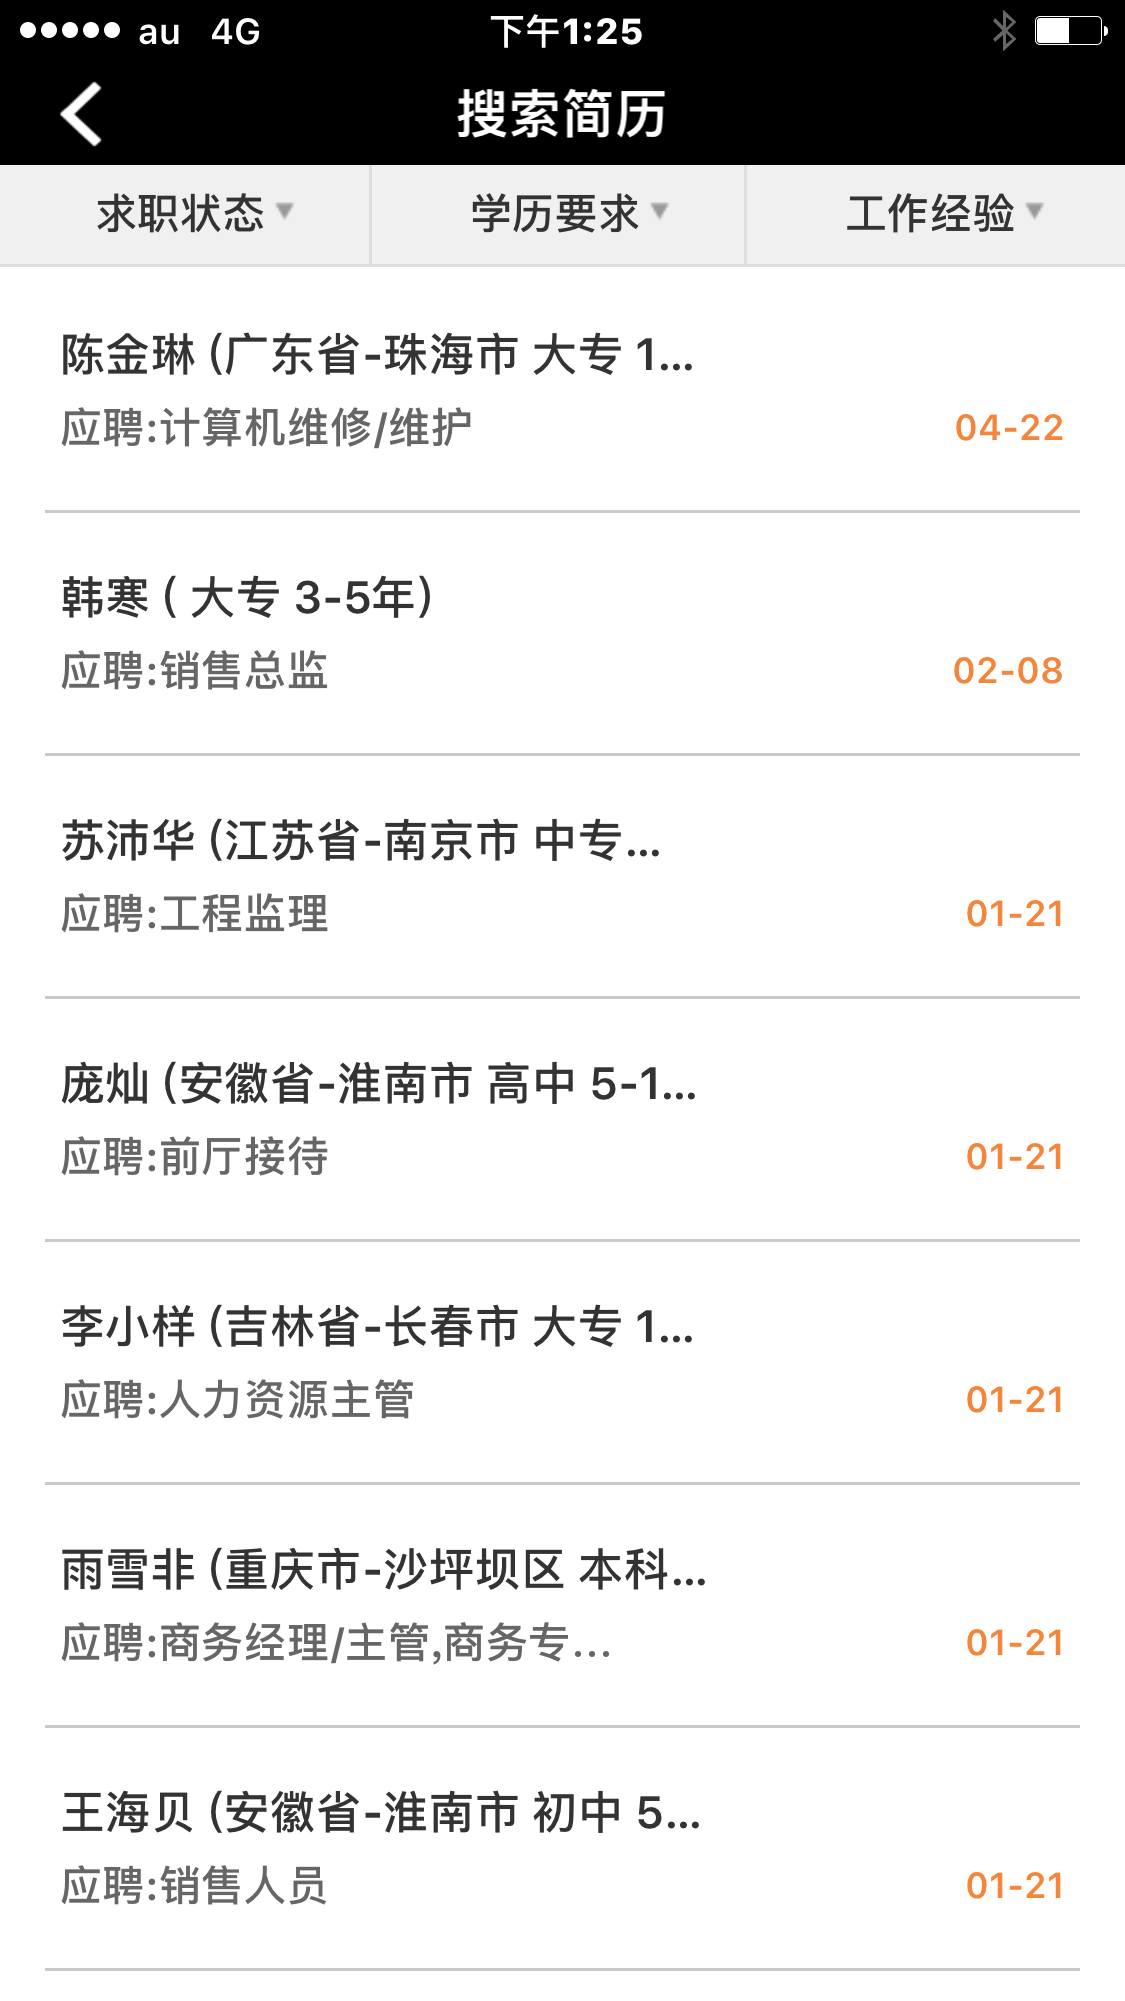 au 4G 下午1:25
搜索简历
求职状态 学历要求 工作经验
陈金琳 (广东省-珠海市 大专 1...
应聘:计算机维修/维护 04-22
韩寒 ( 大专 3-5年)
应聘:销售总监 02-08
苏沛华 (江苏省-南京市 中专...
应聘:工程监理 01-21
庞灿 (安徽省-淮南市 高中 5-1...
应聘:前厅接待 01-21
李小样 (吉林省-长春市 大专 1...
应聘:人力资源主管 01-21
雨雪非 (重庆市-沙坪坝区 本科...
应聘:商务经理/主管,商务专... 01-21
王海贝 (安徽省-淮南市 初中 5...
应聘:销售人员 01-21